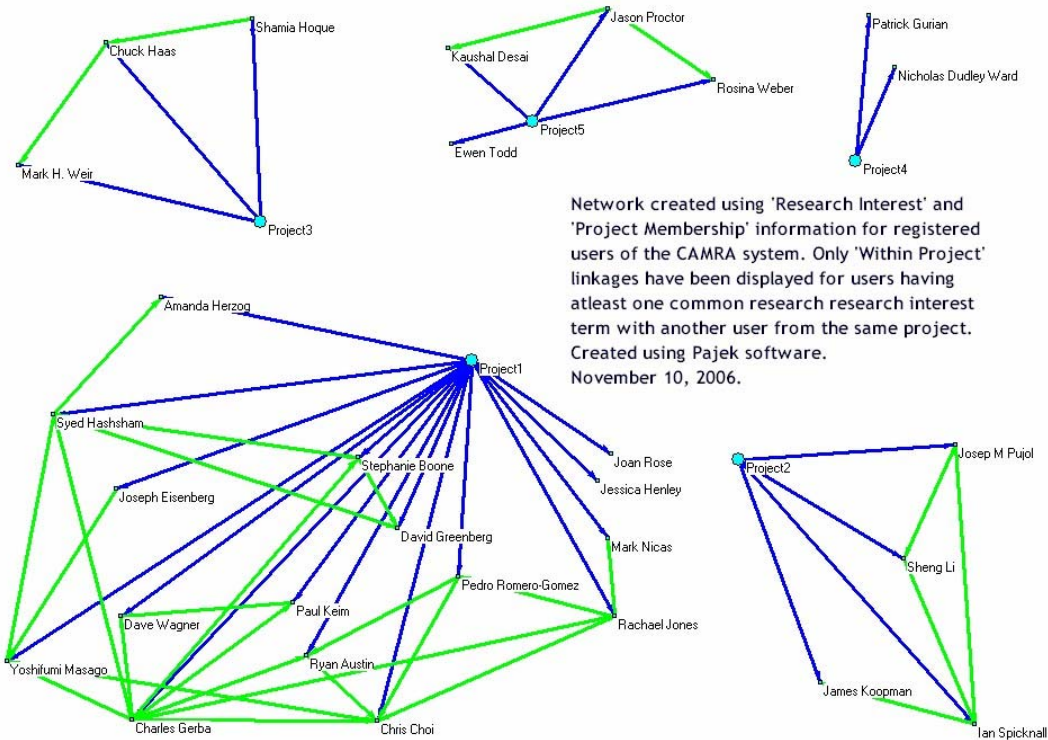 Shamia Hoque
Chuck Haas
Mark H. Weir
Project3
Jason Proctor
Kaushal Desai
Rosina Weber
Project5
Ewen Todd
Patrick Gurian
Nicholas Dudley Ward
Project4
Network created using 'Research Interest' and
'Project Membership' information for registered
users of the CAMRA system. Only 'Within Project'
linkages have been displayed for users having
atleast one common research research interest
term with another user from the same project.
Created using Pajek software.
November 10, 2006.
Amanda Herzog
Project1
Syed Hashsham
Stephanie Boone
Joan Rose
Joseph Eisenberg
Jessica Henley
David Greenberg
Mark Nicas
Pedro Romero-Gomez
Dave Wagner
Paul Keim
Rachael Jones
Yoshifumi Masago
Ryan Austin
Charles Gerba
Chris Choi
Josep M Pujol
Project2
Sheng Li
James Koopman
Ian Spicknall